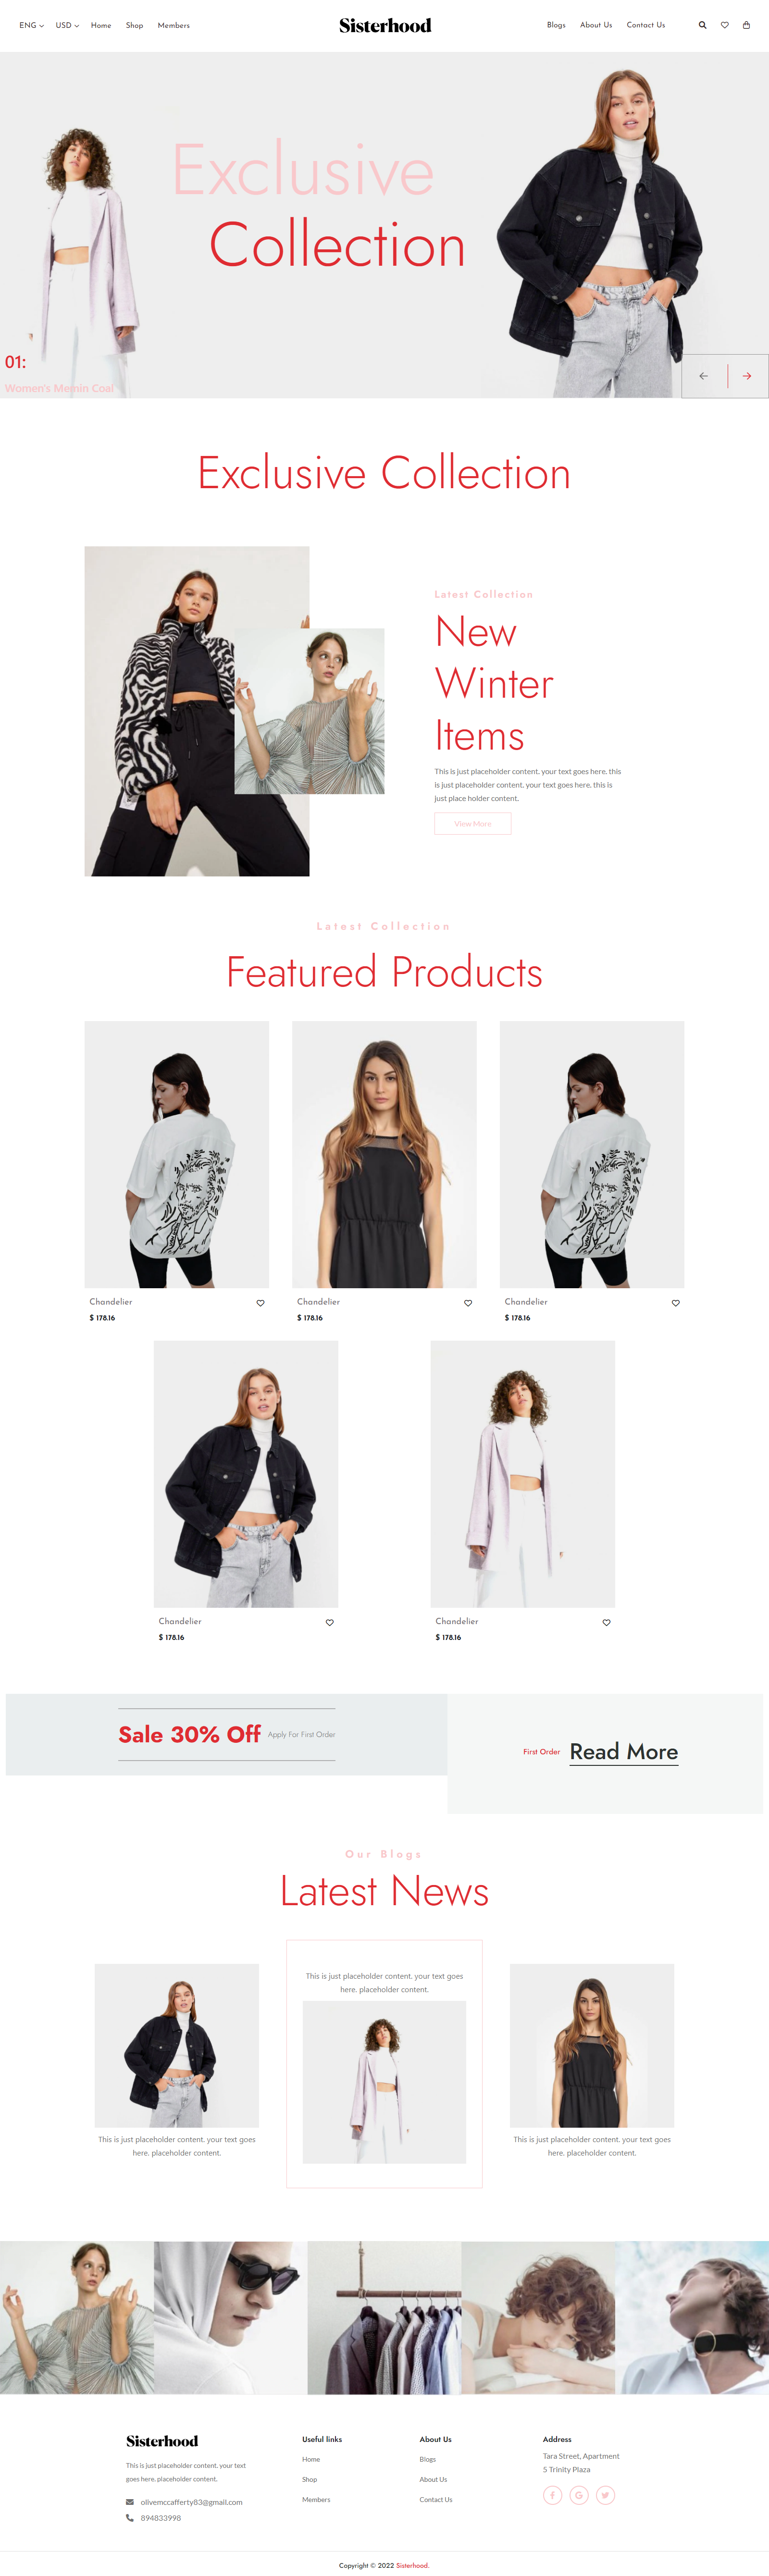 ENG USD Home Shop Members Sisterhood Blogs About Us Contact Us
Exclusive
Collection
01:
Women's Memin Coal
Exclusive Collection
Latest Collection
New
Winter
Items
This is just placeholder content. your text goes here. this
is just placeholder content. your text goes here. this is
just place holder content.
View More
Latest Collection
Featured Products
Chandelier
$ 178.16
Chandelier
$ 178.16
Chandelier
$ 178.16
Chandelier
$ 178.16
Chandelier
$ 178.16
Sale 30% Off Apply For First Order
First Order Read More
Our Blogs
Latest News
This is just placeholder content. your text goes
here. placeholder content.
This is just placeholder content. your text goes
here. placeholder content.
This is just placeholder content. your text goes
here. placeholder content.
Sisterhood
This is just placeholder content. your text
goes here. placeholder content.
olivemccafferty83@gmail.com
894833998
Useful links
Home
Shop
Members
About Us
Blogs
About Us
Contact Us
Address
Tara Street, Apartment
5 Trinity Plaza
Copyright © 2022 Sisterhood.